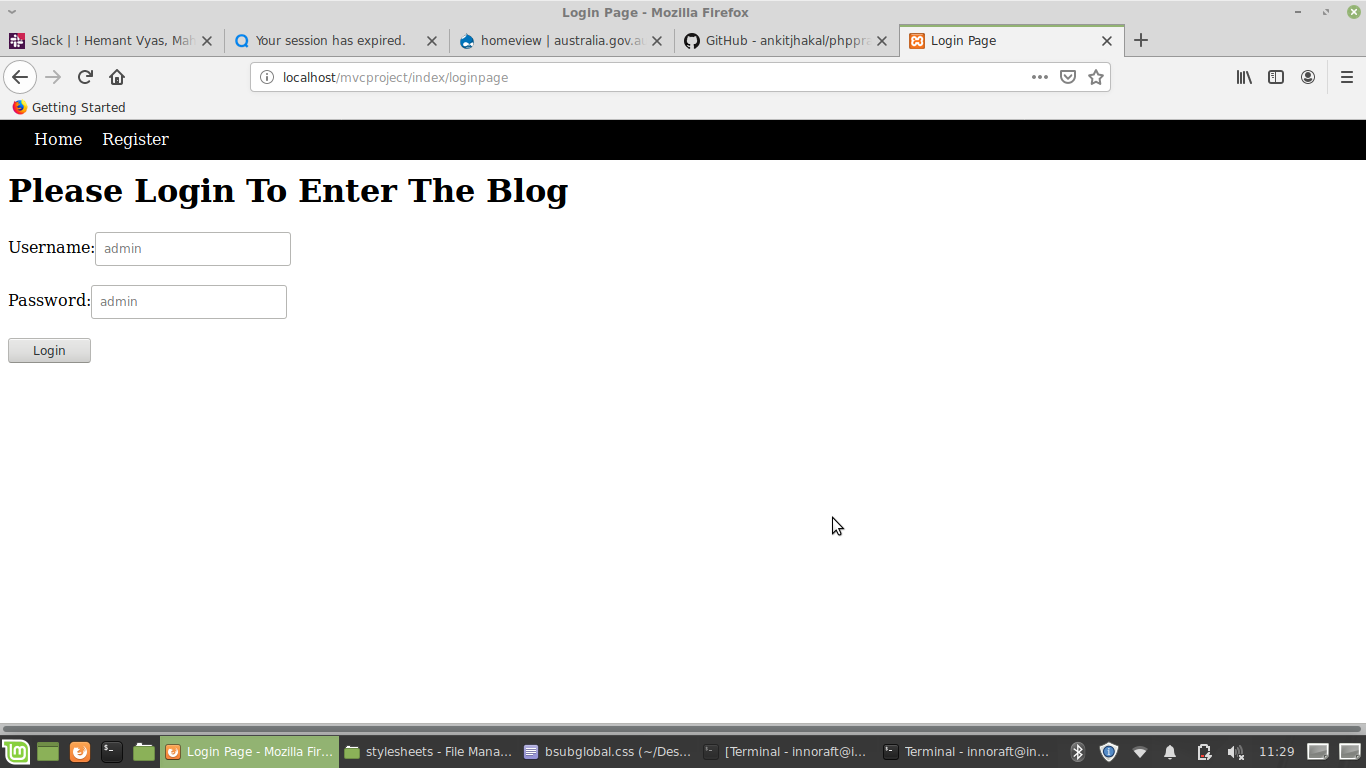 Login Page - Mozilla Firefox
Slack | ! Hemant Vyas, Mah
Your session has expired.
homeview | australia.gov.au
GitHub - ankitjhakal/phppra
Login Page
localhost/mvcproject/index/loginpage
Getting Started
Home Register
Please Login To Enter The Blog
Username: admin
Password: admin
Login
Login Page - Mozilla Fir...
stylesheets - File Mana...
bsubglobal.css (~/Des...
[Terminal - innoraft@i...
Terminal - innoraft@in...
11:29